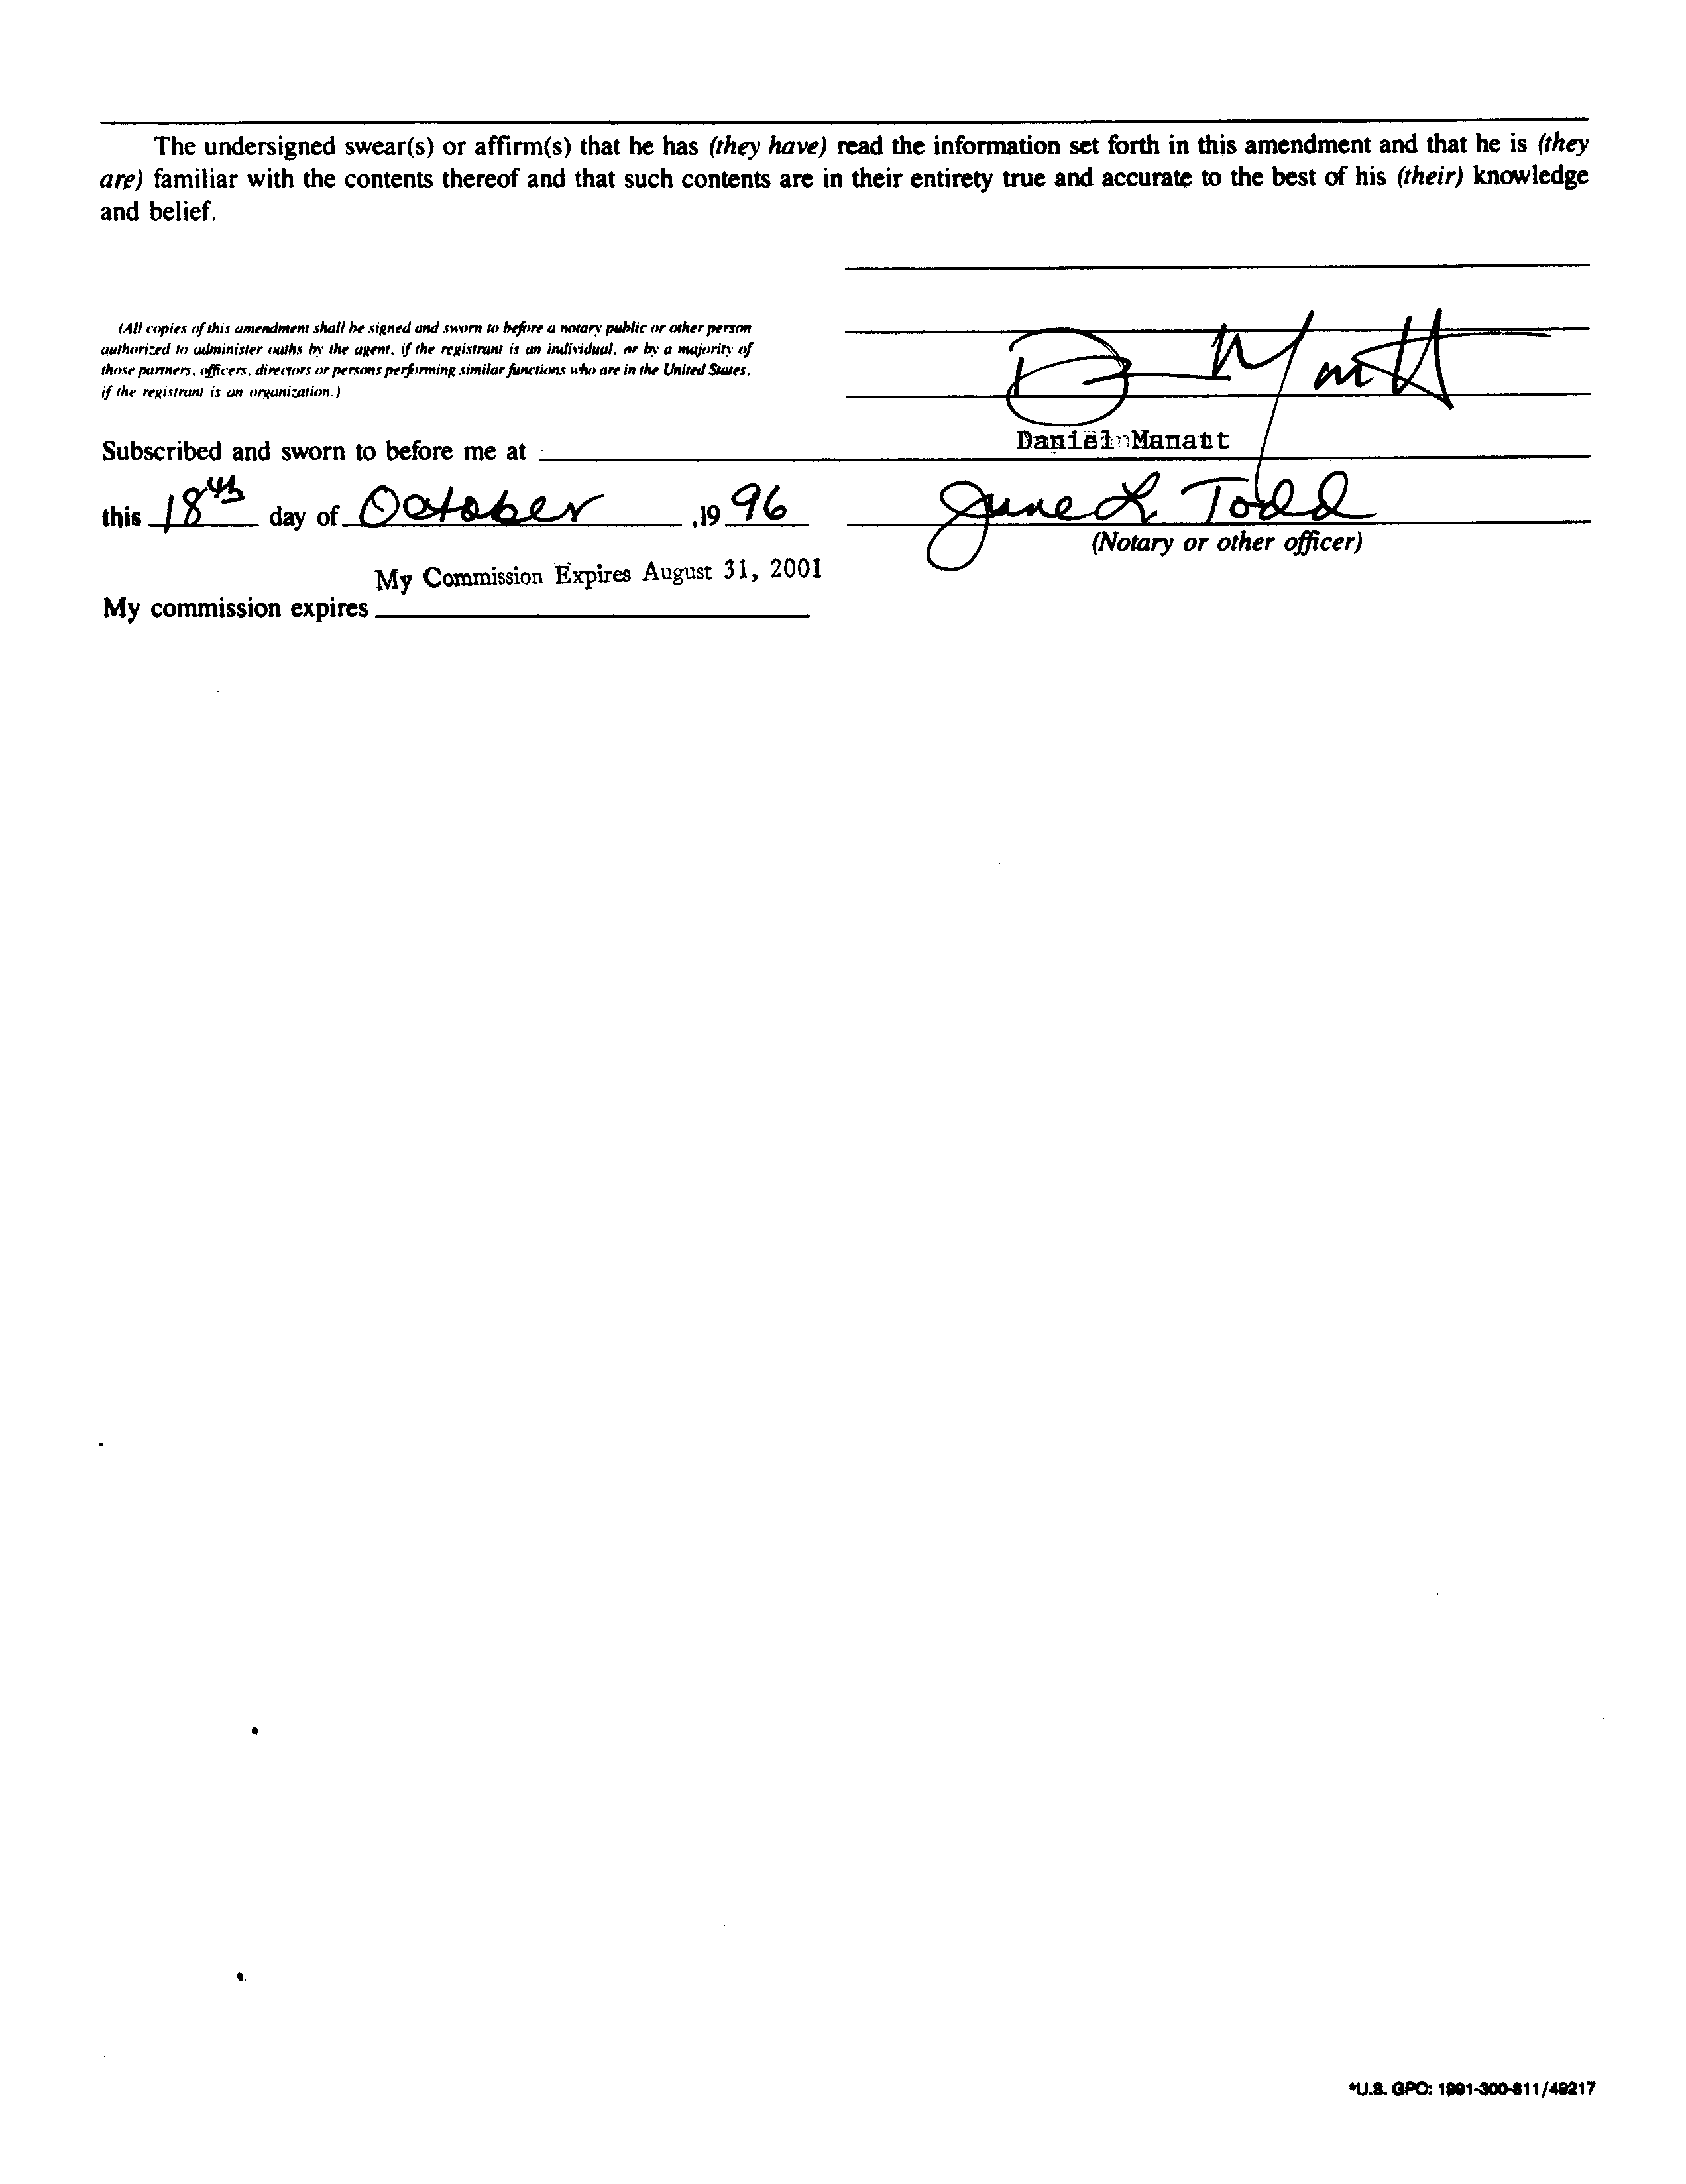 The undersigned swear(s) or affirm(s) that he has (they have) read the information set forth in this amendment and that he is (they
are) familiar with the contents thereof and that such contents are in their entirety true and accurate to the best of his (their) knowledge
and belief.
(All copies of this amendment shall be signed and sworn to before a notary public or other person
authorized to administer oaths by the agent, if the registrant is an individual, or by a majority of
those partners, officers, directors or persons performing similar functions who are in the United States,
if the registrant is an organization.)
D Manatt
Daniel Manatt
Subscribed and sworn to before me at
this 18th day of October ,19 96
June L Todd
(Notary or other officer)
My Commission Expires August 31, 2001
My commission expires
*U.S. GPO: 1991-300-811/49217